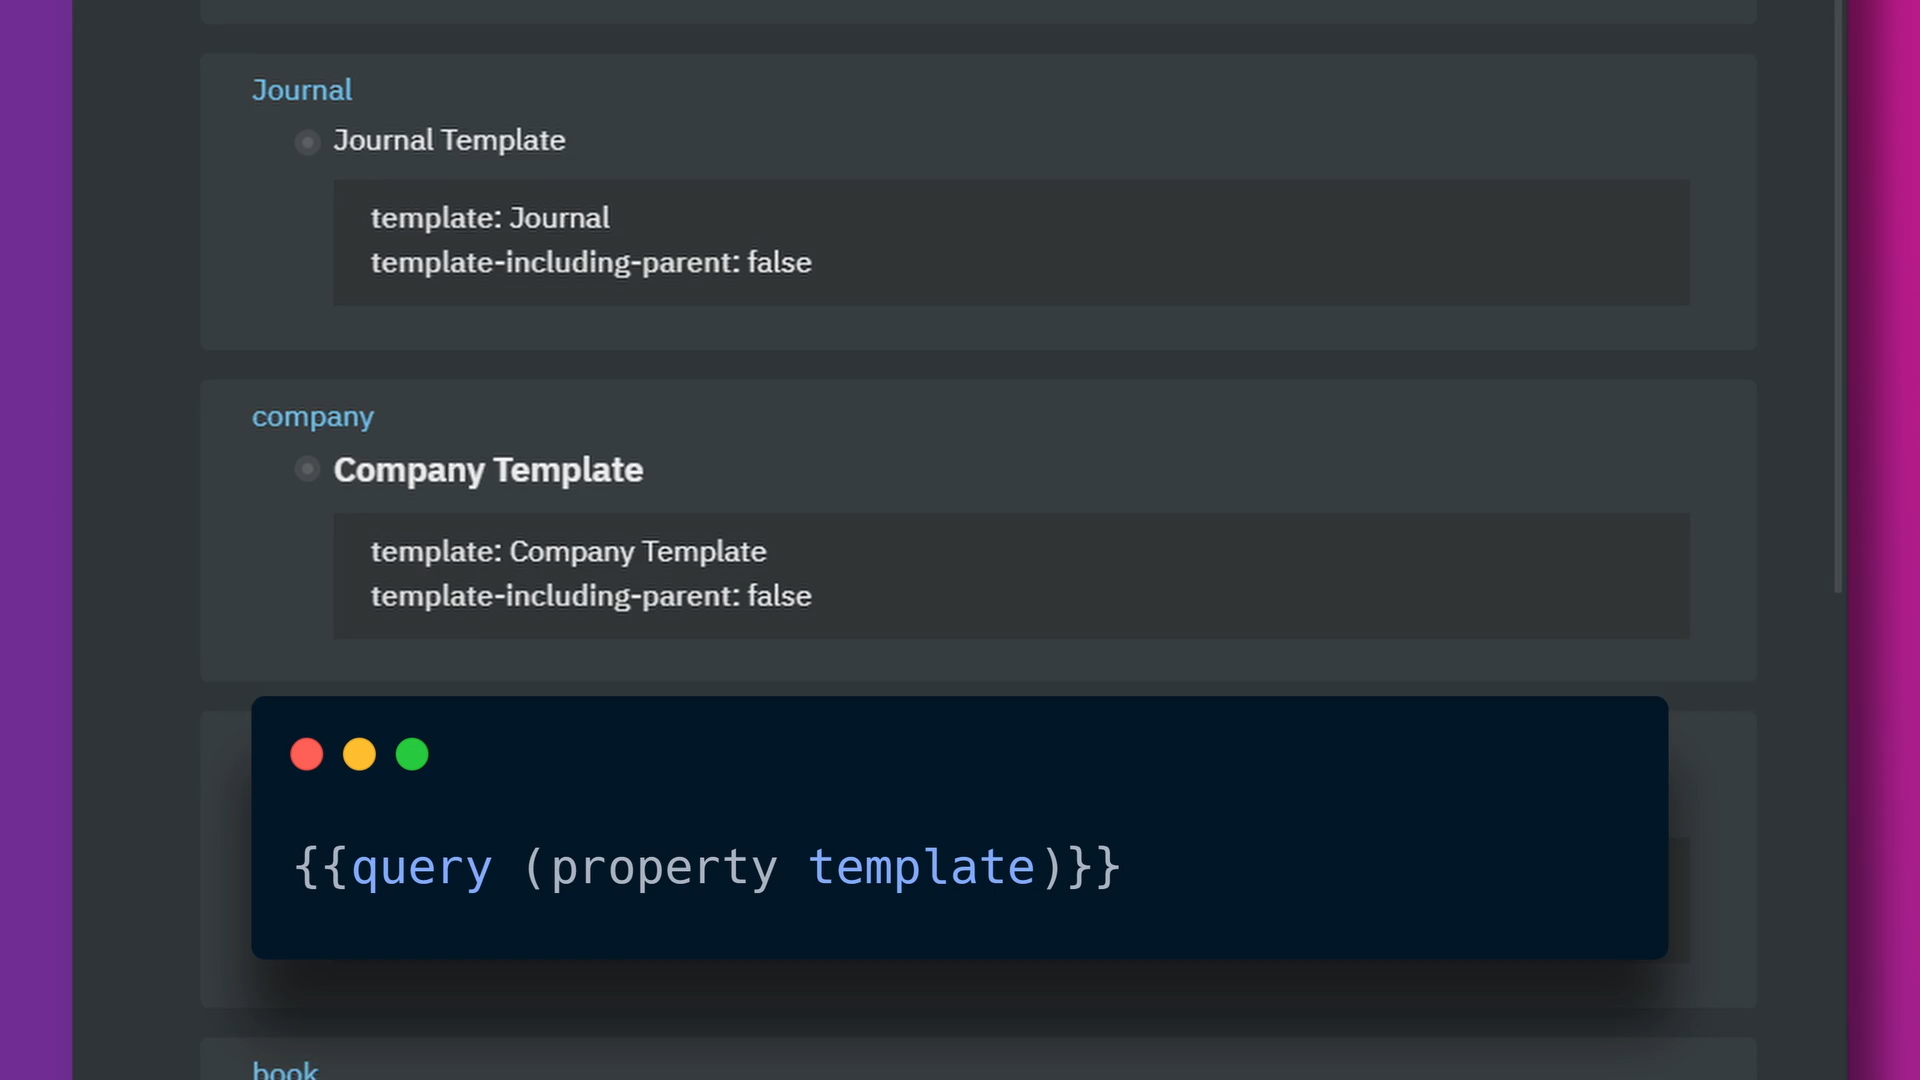 Journal
Journal Template
template: Journal
template-including-parent: false
company
Company Template
template: Company Template
template-including-parent: false
{{query (property template)}}
book